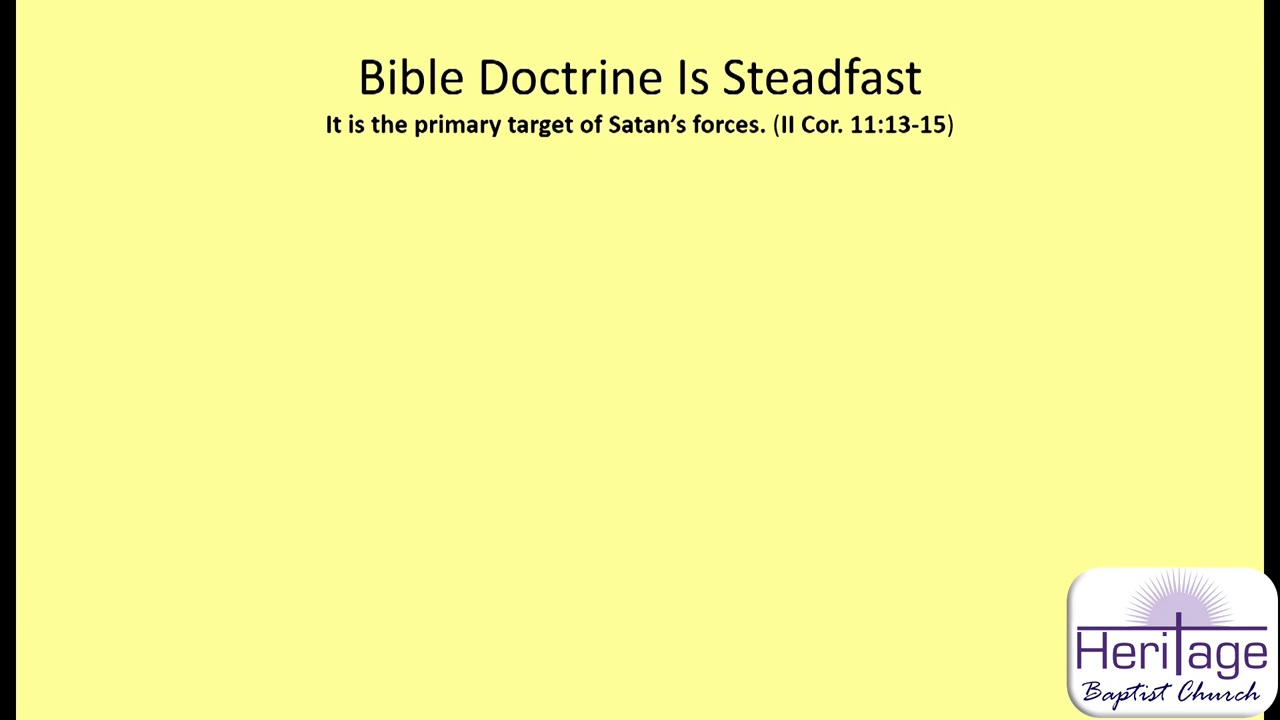 Bible Doctrine Is Steadfast
It is the primary target of Satan’s forces. (II Cor. 11:13-15)
Heritage
Baptist Church